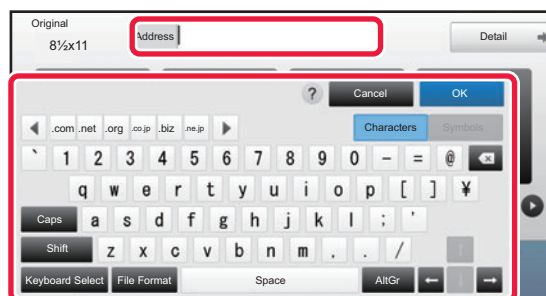 Original
8½x11
Address
Detail
? Cancel OK
.com .net .org .co.jp .biz .ne.jp Characters Symbols
` 1 2 3 4 5 6 7 8 9 0 - = @
q w e r t y u i o p [ ] ¥
Caps a s d f g h j k l ; '
Shift z x c v b n m , . /
Keyboard Select File Format Space AltGr